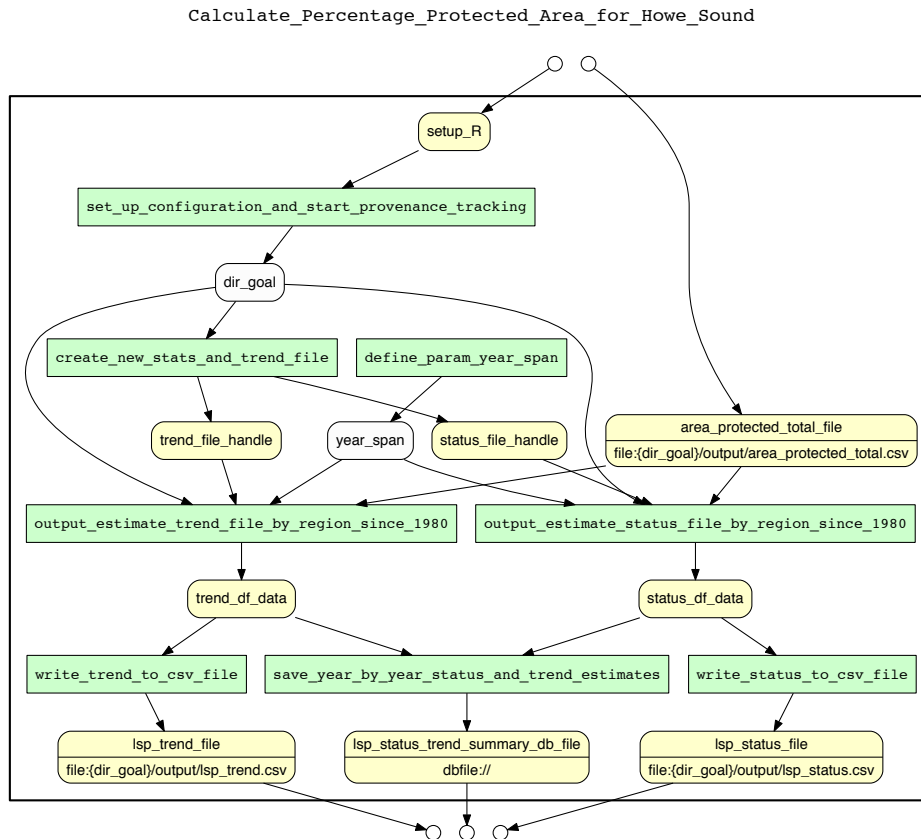 Calculate_Percentage_Protected_Area_for_Howe_Sound
setup_R
set_up_configuration_and_start_provenance_tracking
dir_goal
create_new_stats_and_trend_file
define_param_year_span
trend_file_handle
year_span
status_file_handle
area_protected_total_file
file:{dir_goal}/output/area_protected_total.csv
output_estimate_trend_file_by_region_since_1980
output_estimate_status_file_by_region_since_1980
trend_df_data
status_df_data
write_trend_to_csv_file
save_year_by_year_status_and_trend_estimates
write_status_to_csv_file
lsp_trend_file
file:{dir_goal}/output/lsp_trend.csv
lsp_status_trend_summary_db_file
dbfile://
lsp_status_file
file:{dir_goal}/output/lsp_status.csv